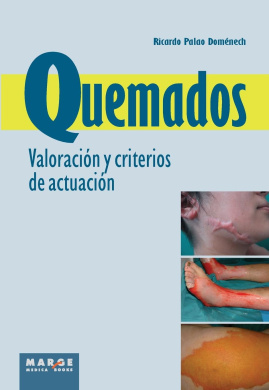 Ricardo Palao Doménech
Quemados
Valoración y criterios
de actuación
MARGE
MEDICA BOOKS